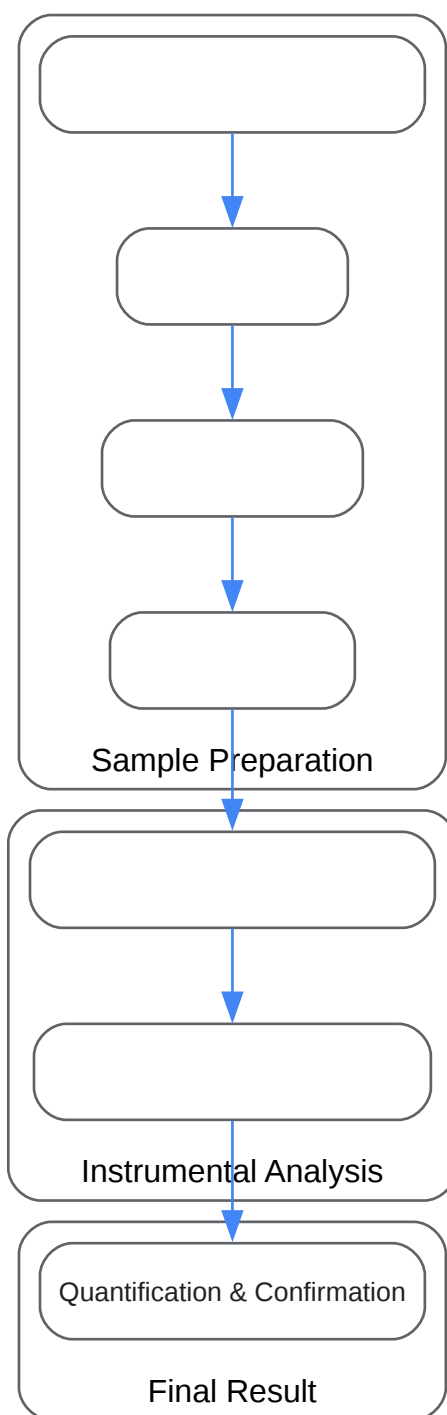 Sample Preparation
Instrumental Analysis
Quantification & Confirmation
Final Result